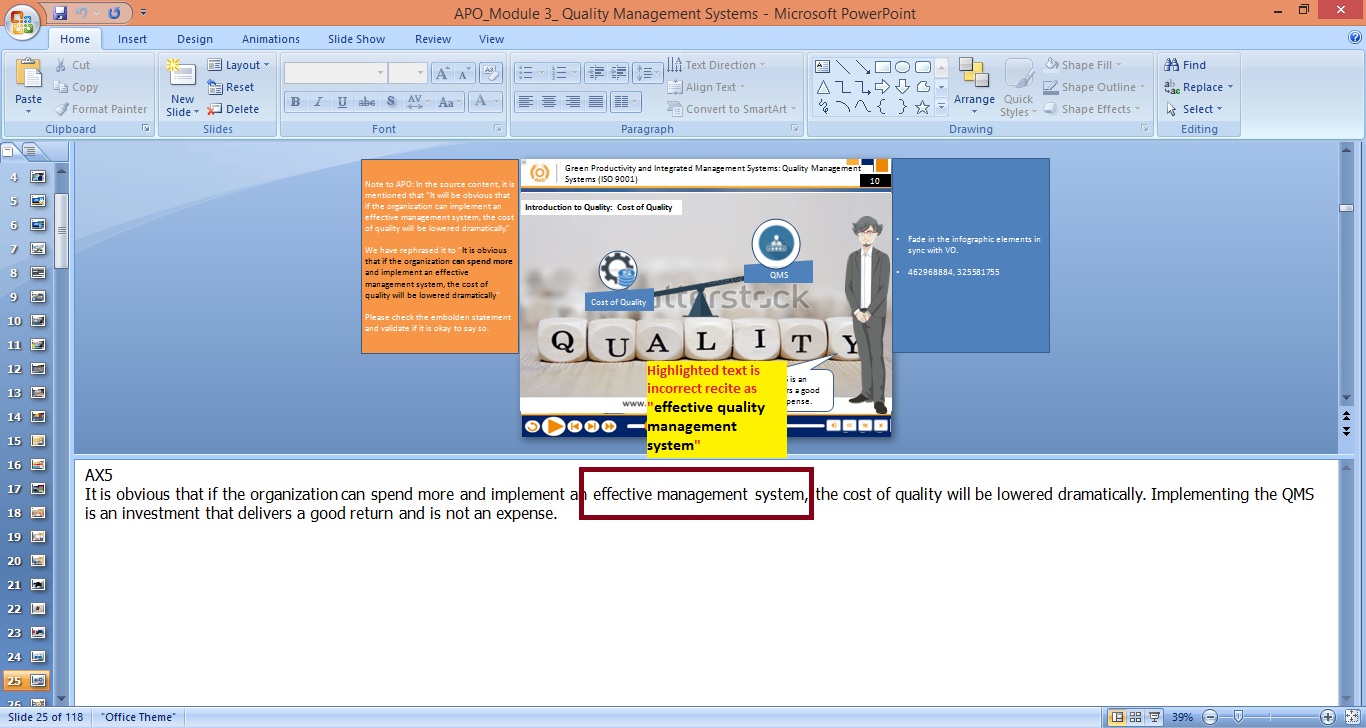 APO_Module 3_ Quality Management Systems - Microsoft PowerPoint
Home Insert Design Animations Slide Show Review View
Paste
Cut
Copy
Format Painter
Clipboard
New
Slide
Layout
Reset
Delete
Slides
B I U abc S AV Aa A
Font
Text Direction
Align Text
Convert to SmartArt
Paragraph
Arrange
Quick
Styles
Shape Fill
Shape Outline
Shape Effects
Drawing
Find
Replace
Select
Editing
4
5
6
7
8
9
10
11
12
13
14
15
16
17
18
19
20
21
22
23
24
25
26
Note to APO: In the source content, it is
mentioned that "It will be obvious that
if the organization can implement an
effective management system, the cost
of quality will be lowered dramatically."
We have rephrased it to "It is obvious
that if the organization can spend more
and implement an effective
management system, the cost of
quality will be lowered dramatically"
Please check the embolden statement
and validate if it is okay to say so.
Green Productivity and Integrated Management Systems: Quality Management
Systems (ISO 9001)
10
Introduction to Quality: Cost of Quality
Cost of Quality
QMS
QUALITY
www.
Highlighted text is
incorrect recite as
"effective quality
management
system"
is an
rs a good
pense.
• Fade in the infographic elements in
sync with VO.
• 462968884, 325581755
AX5
It is obvious that if the organization can spend more and implement an effective management system, the cost of quality will be lowered dramatically. Implementing the QMS
is an investment that delivers a good return and is not an expense.
Slide 25 of 118 "Office Theme" 39%